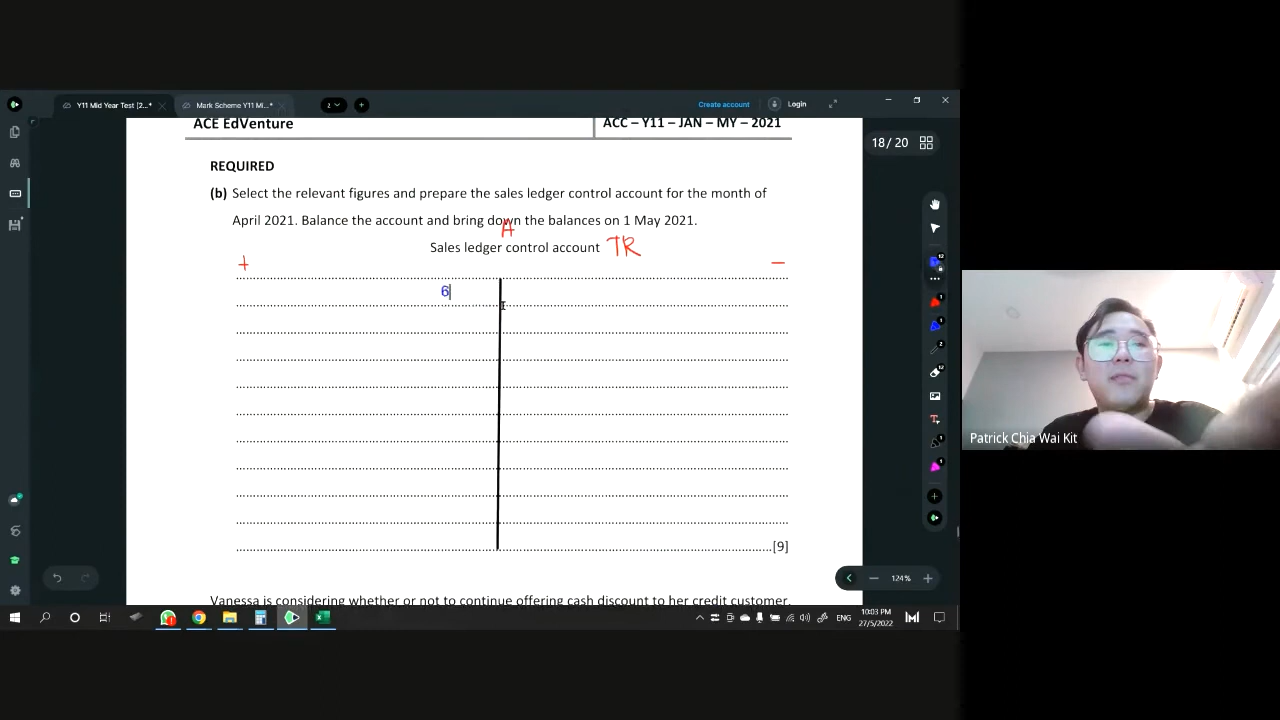 Y11 Mid Year Test [2...*
Mark Scheme Y11 Mi...*
2
Create account
Login
ACE EdVenture
ACC – Y11 – JAN – MY – 2021
18 / 20
REQUIRED
(b) Select the relevant figures and prepare the sales ledger control account for the month of
April 2021. Balance the account and bring down the balances on 1 May 2021.
A
Sales ledger control account TR
+ −
6
[9]
124%
Vanessa is considering whether or not to continue offering cash discount to her credit customer.
Patrick Chia Wai Kit
ENG
10:03 PM
27/5/2022